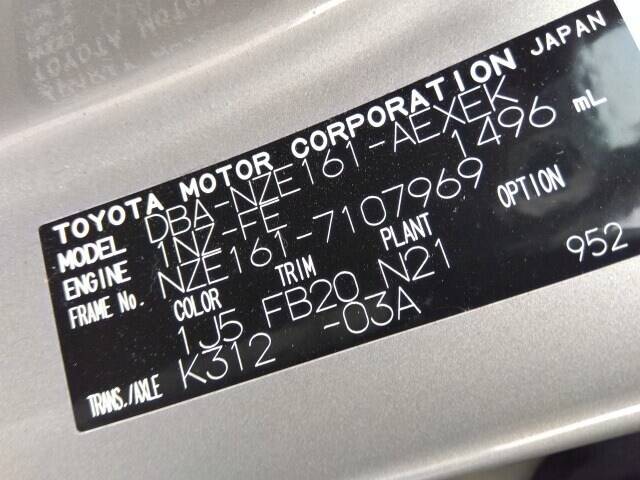 TOYOTA MOTOR CORPORATION JAPAN
MODEL DBA-NZE161-AEXEK
ENGINE 1NZ-FE 1496 mL
FRAME No. NZE161-7107969
COLOR TRIM PLANT OPTION
1J5 FB20 N21 952
TRANS./AXLE K312 -03A